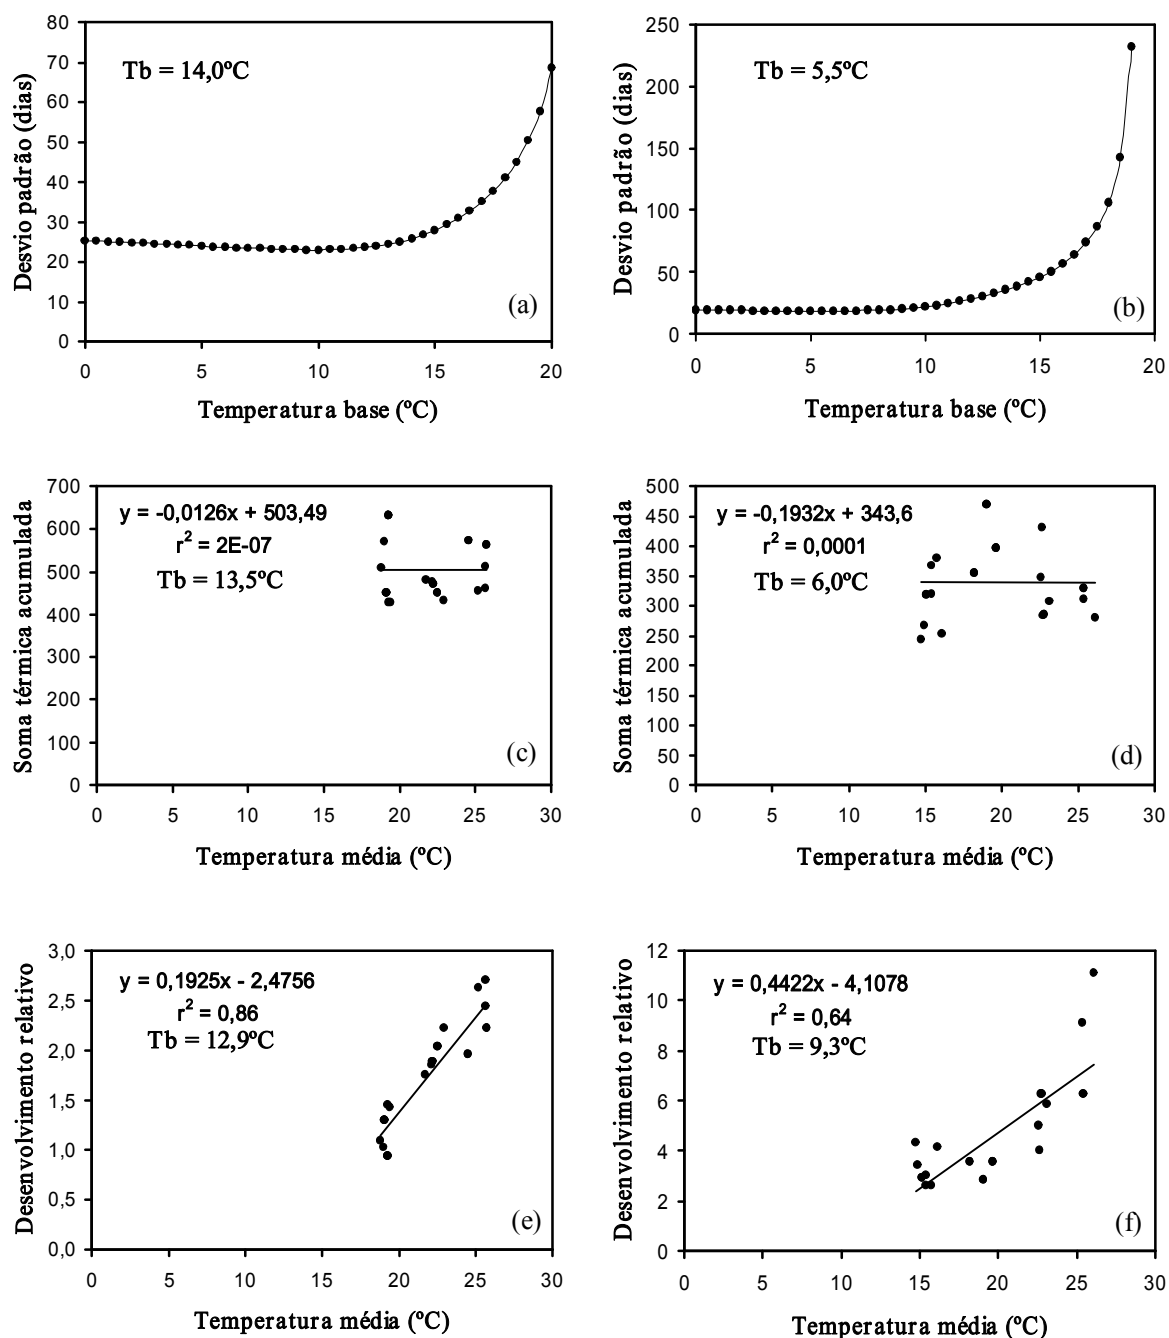 80
70
60
50
40
30
20
10
0
Desvio padrão (dias)
Tb = 14,0ºC
(a)
0 5 10 15 20
Temperatura base (ºC)
250
200
150
100
50
0
Desvio padrão (dias)
Tb = 5,5ºC
(b)
0 5 10 15 20
Temperatura base (ºC)
700
600
500
400
300
200
100
0
Soma térmica acumulada
y = -0,0126x + 503,49
r² = 2E-07
Tb = 13,5ºC
(c)
0 5 10 15 20 25 30
Temperatura média (ºC)
500
450
400
350
300
250
200
150
100
50
0
Soma térmica acumulada
y = -0,1932x + 343,6
r² = 0,0001
Tb = 6,0ºC
(d)
0 5 10 15 20 25 30
Temperatura média (ºC)
3,0
2,5
2,0
1,5
1,0
0,5
0,0
Desenvolvimento relativo
y = 0,1925x - 2,4756
r² = 0,86
Tb = 12,9ºC
(e)
0 5 10 15 20 25 30
Temperatura média (ºC)
12
10
8
6
4
2
0
Desenvolvimento relativo
y = 0,4422x - 4,1078
r² = 0,64
Tb = 9,3ºC
(f)
0 5 10 15 20 25 30
Temperatura média (ºC)